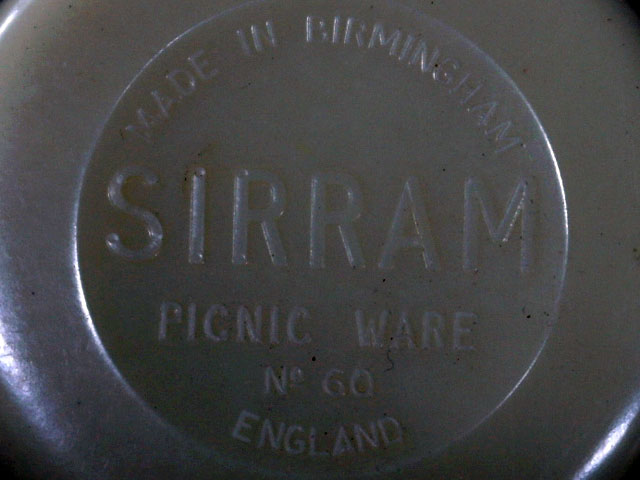 MADE IN BIRMINGHAM
SIRRAM
PICNIC WARE
Nº 60
ENGLAND